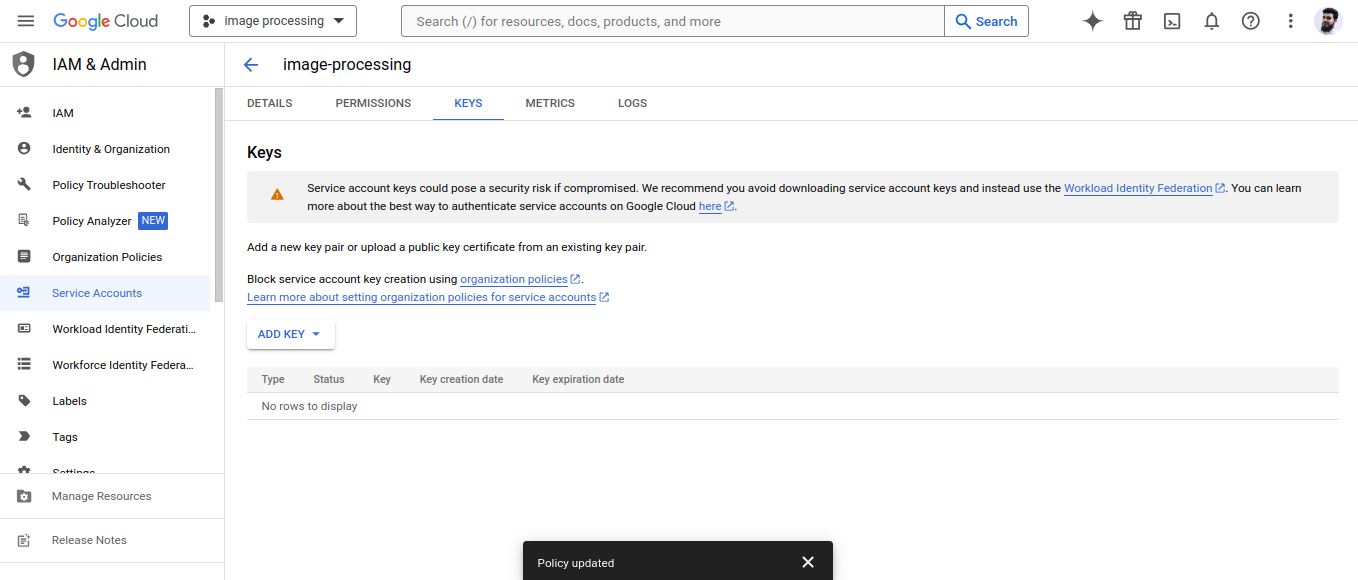 Google Cloud
image processing
Search (/) for resources, docs, products, and more
Search
IAM & Admin
image-processing
IAM
Identity & Organization
Policy Troubleshooter
Policy Analyzer NEW
Organization Policies
Service Accounts
Workload Identity Federati...
Workforce Identity Federa...
Labels
Tags
Settings
Manage Resources
Release Notes
DETAILS PERMISSIONS KEYS METRICS LOGS
Keys
Service account keys could pose a security risk if compromised. We recommend you avoid downloading service account keys and instead use the Workload Identity Federation. You can learn
more about the best way to authenticate service accounts on Google Cloud here.
Add a new key pair or upload a public key certificate from an existing key pair.
Block service account key creation using organization policies.
Learn more about setting organization policies for service accounts
ADD KEY
Type Status Key Key creation date Key expiration date
No rows to display
Policy updated